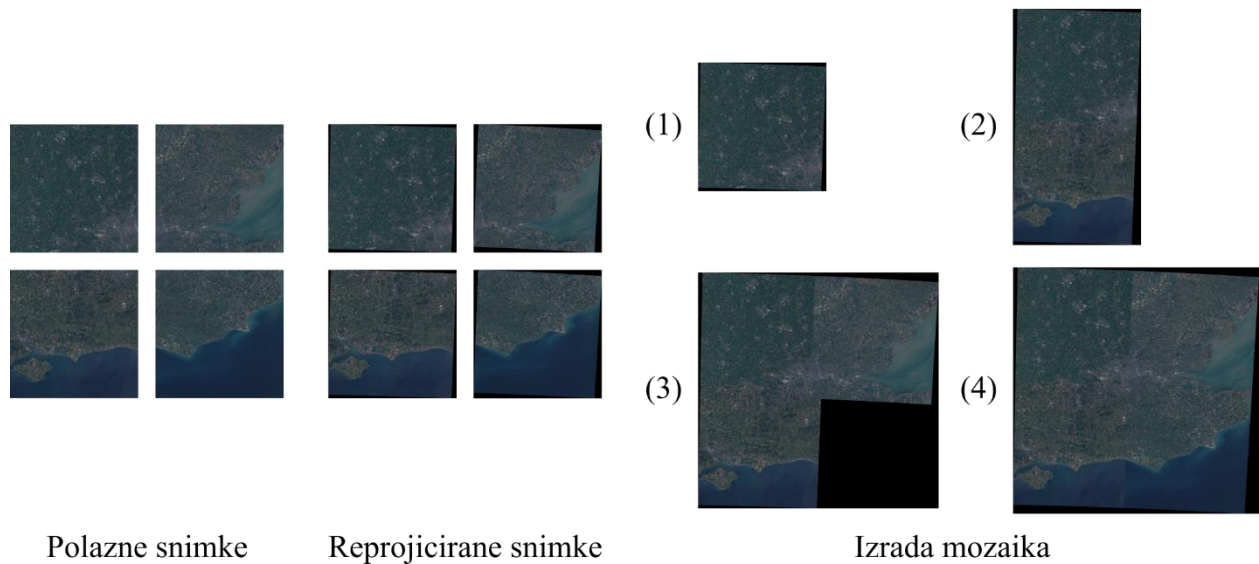 (1)
(2)
(3)
(4)
Polazne snimke
Reprojicirane snimke
Izrada mozaika